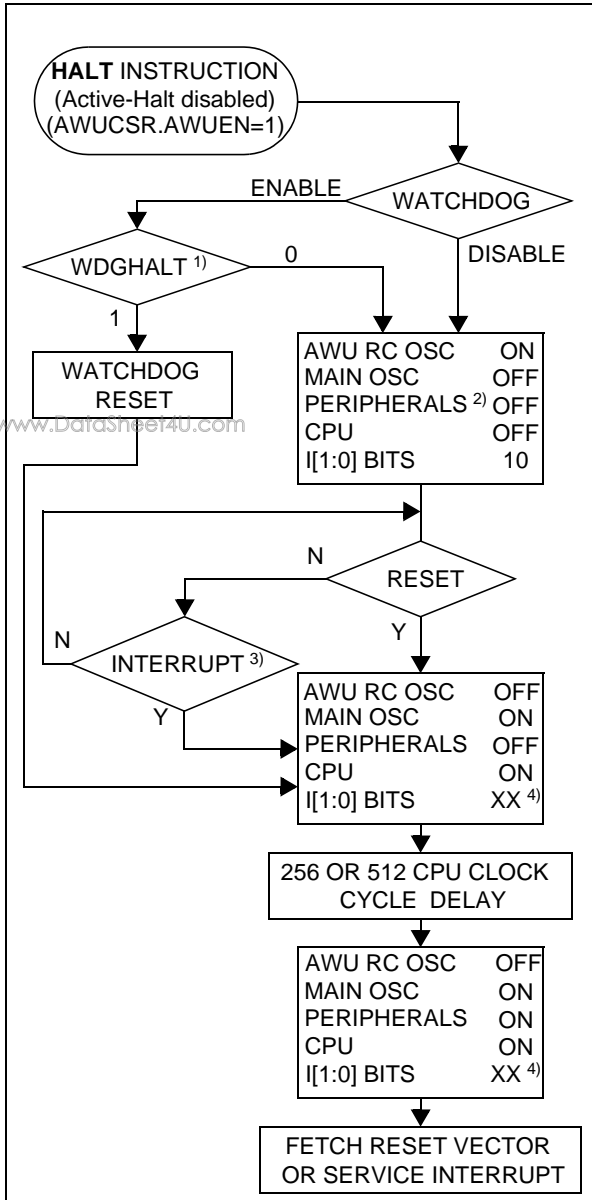 HALT INSTRUCTION
(Active-Halt disabled)
(AWUCSR.AWUEN=1)
ENABLE
WATCHDOG
DISABLE
WDGHALT 1)
0
1
WATCHDOG
RESET
AWU RC OSC ON
MAIN OSC OFF
PERIPHERALS 2) OFF
CPU OFF
I[1:0] BITS 10
www.DataSheet4U.com
RESET
N
Y
INTERRUPT 3)
N
Y
AWU RC OSC OFF
MAIN OSC ON
PERIPHERALS OFF
CPU ON
I[1:0] BITS XX 4)
256 OR 512 CPU CLOCK
CYCLE DELAY
AWU RC OSC OFF
MAIN OSC ON
PERIPHERALS ON
CPU ON
I[1:0] BITS XX 4)
FETCH RESET VECTOR
OR SERVICE INTERRUPT